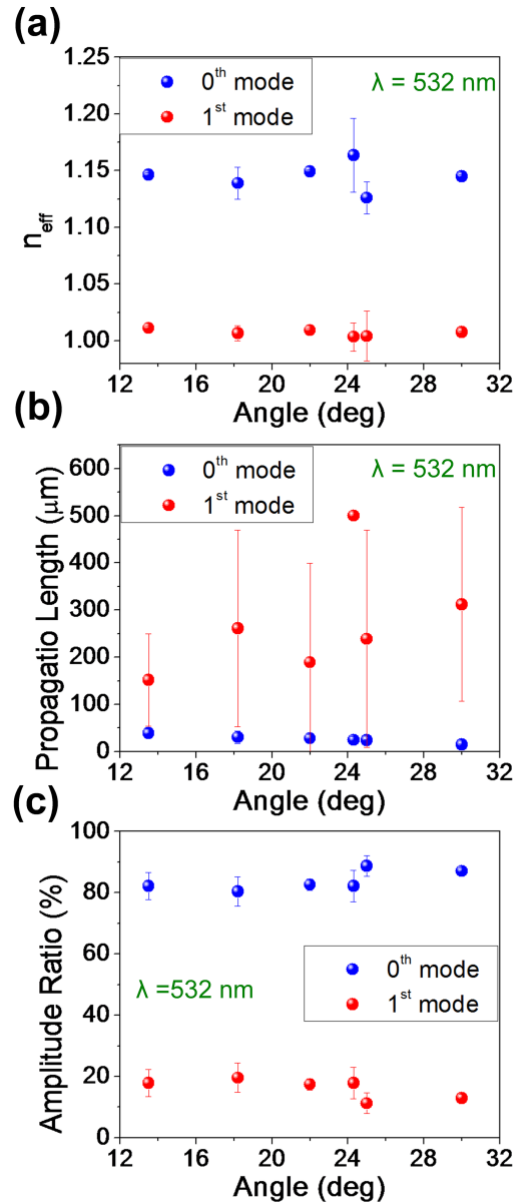 (a)
1.25
1.20
1.15
1.10
1.05
1.00
n_eff
0th mode
1st mode
λ = 532 nm
12 16 20 24 28 32
Angle (deg)
(b)
600
500
400
300
200
100
0
Propagatio Length (μm)
0th mode
1st mode
λ = 532 nm
12 16 20 24 28 32
Angle (deg)
(c)
100
80
60
40
20
0
Amplitude Ratio (%)
0th mode
1st mode
λ =532 nm
12 16 20 24 28 32
Angle (deg)